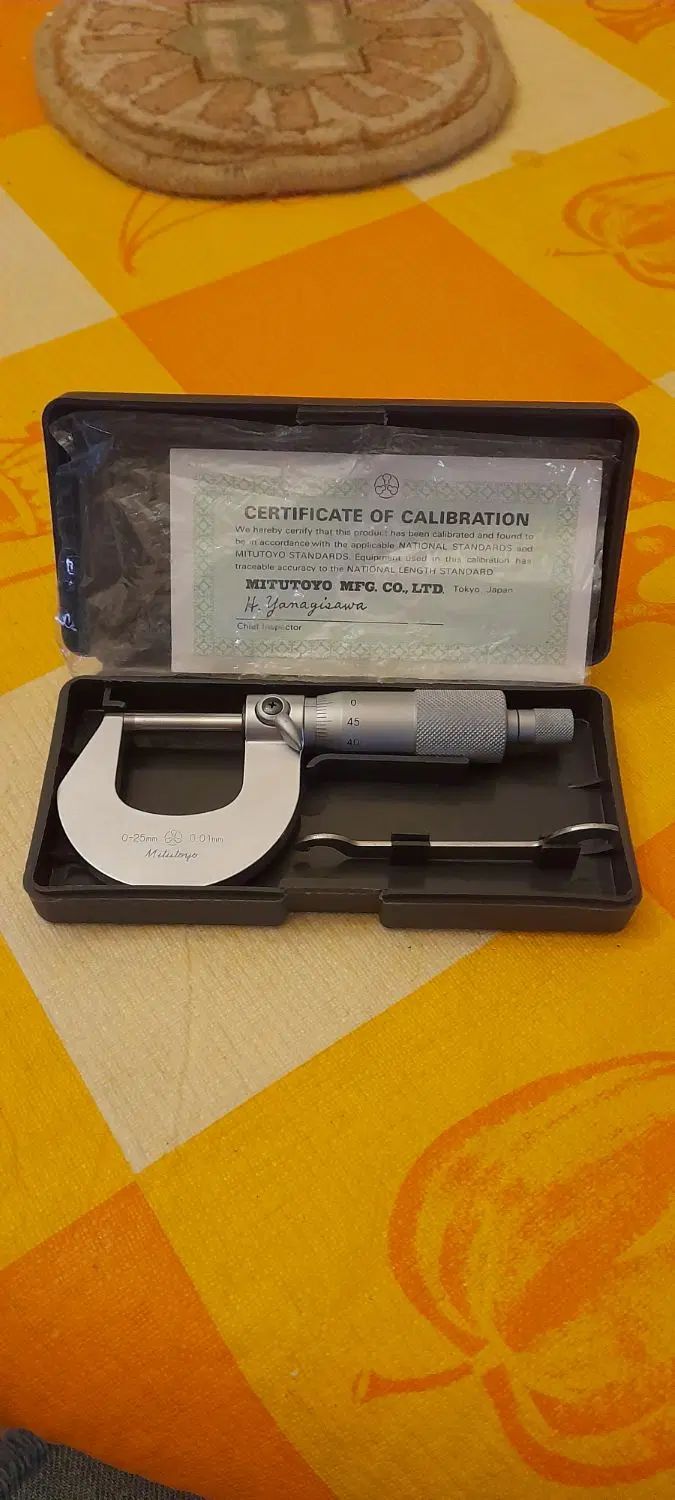 CERTIFICATE OF CALIBRATION
We hereby certify that this product has been calibrated and found to
be in accordance with the applicable NATIONAL STANDARDS and
MITUTOYO STANDARDS. Equipment used in this calibration has
traceable accuracy to the NATIONAL LENGTH STANDARD
MITUTOYO MFG. CO., LTD. Tokyo Japan
H. Yanagisawa
Chief Inspector
0
45
40
0-25mm 0.01mm
Mitutoyo